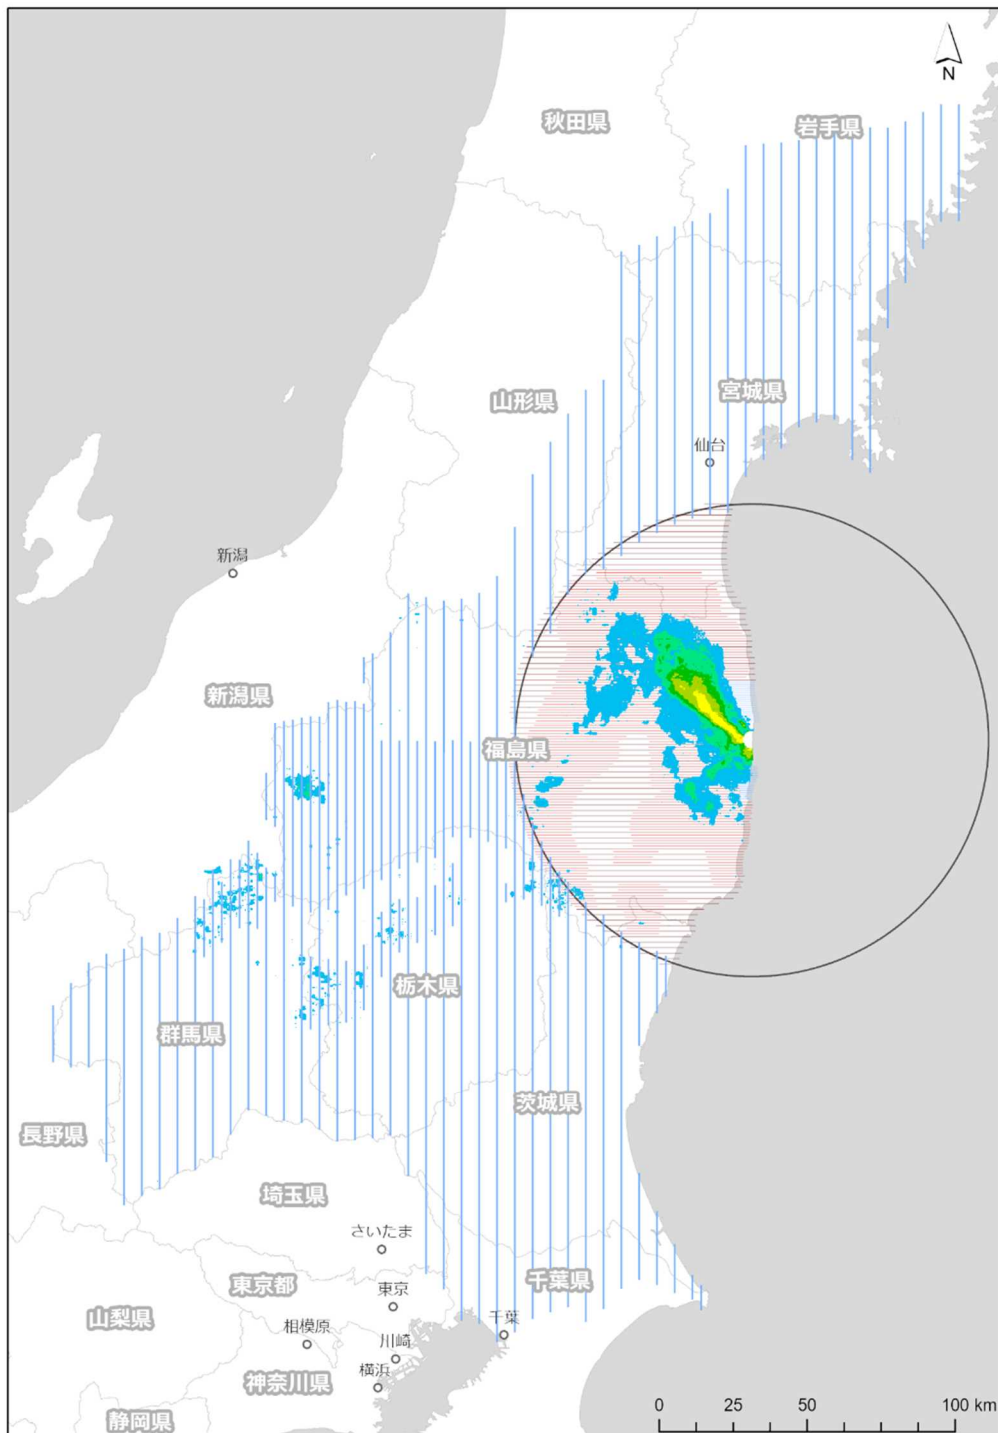 N
秋田県
岩手県
山形県
宮城県
仙台
新潟
新潟県
福島県
栃木県
群馬県
茨城県
長野県
埼玉県
さいたま
千葉県
東京都
東京
山梨県
相模原
千葉
川崎
横浜
神奈川県
静岡県
0 25 50 100 km